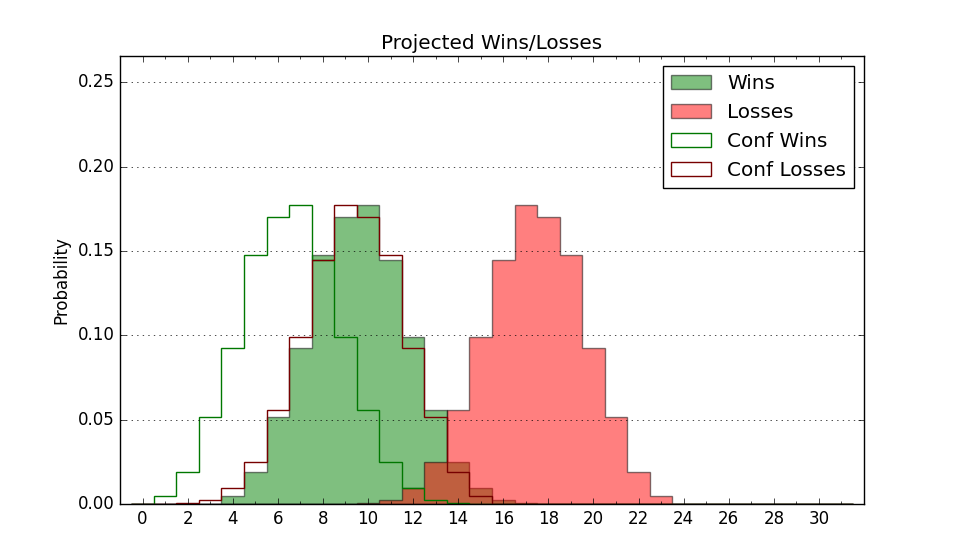 Projected Wins/Losses
0.25
0.20
0.15
0.10
0.05
0.00
Probability
Wins
Losses
Conf Wins
Conf Losses
0 2 4 6 8 10 12 14 16 18 20 22 24 26 28 30